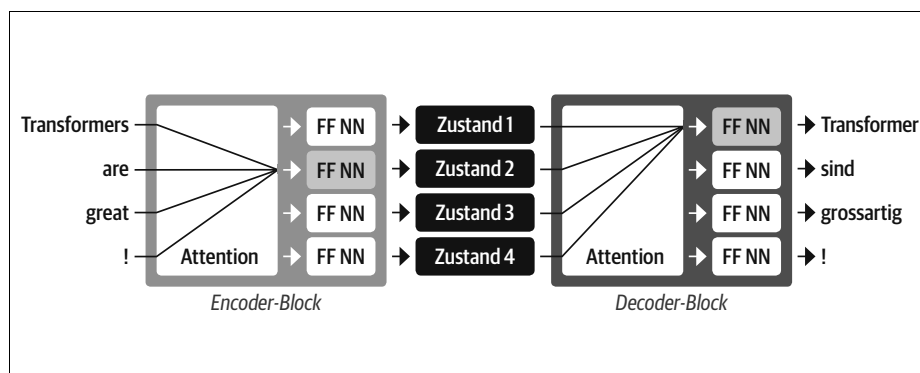 Transformers FF NN Zustand 1 FF NN Transformer
are FF NN Zustand 2 FF NN sind
great FF NN Zustand 3 FF NN grossartig
! Attention FF NN Zustand 4 Attention FF NN !
Encoder-Block Decoder-Block